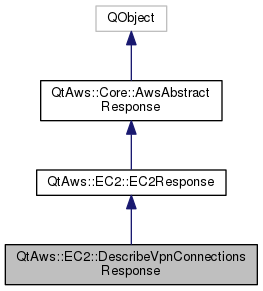 QObject
QtAws::Core::AwsAbstract
Response
QtAws::EC2::EC2Response
QtAws::EC2::DescribeVpnConnections
Response